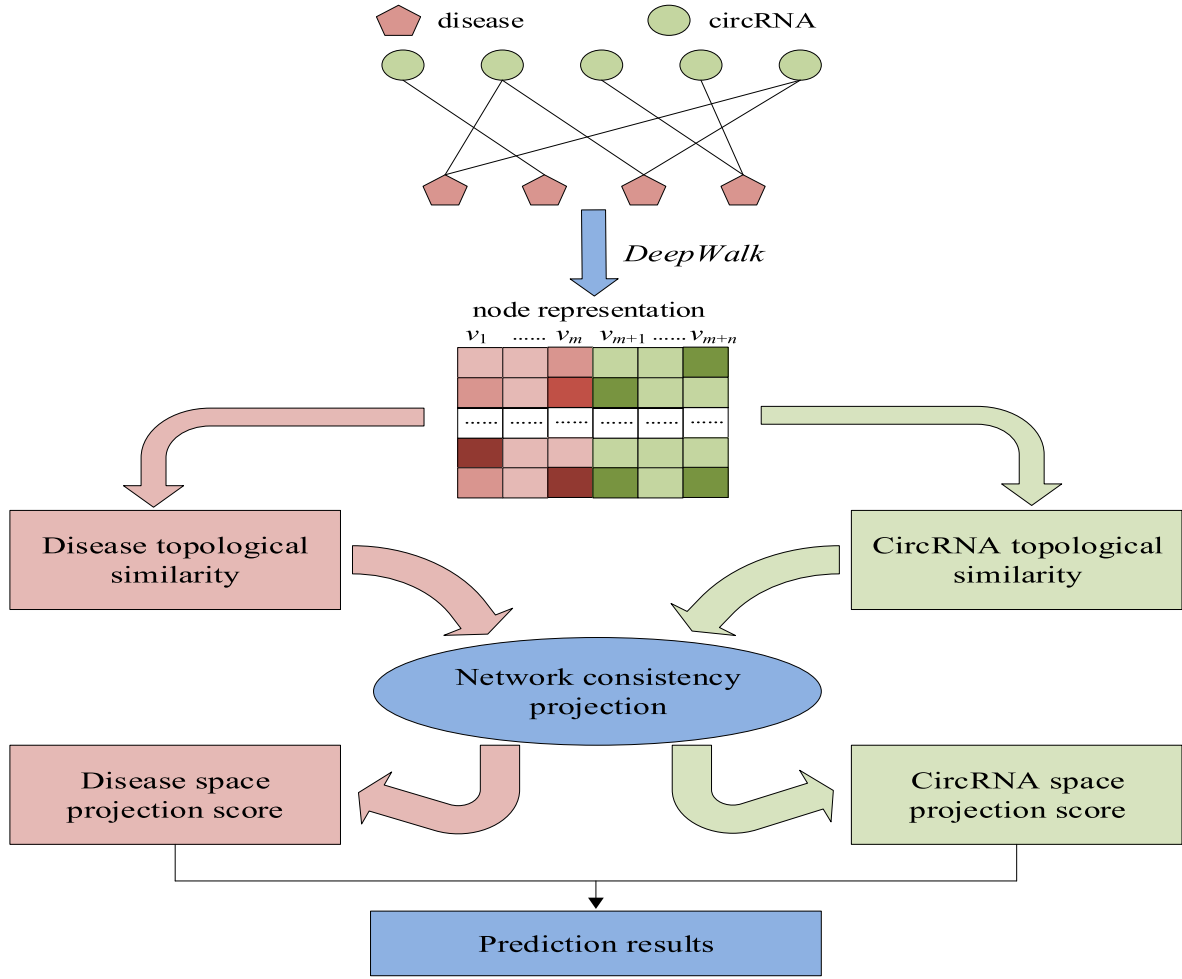 disease circRNA
DeepWalk
node representation
v1 ...... vm vm+1 ...... vm+n
...... ...... ...... ...... ...... ......
Disease topological
similarity
CircRNA topological
similarity
Network consistency
projection
Disease space
projection score
CircRNA space
projection score
Prediction results